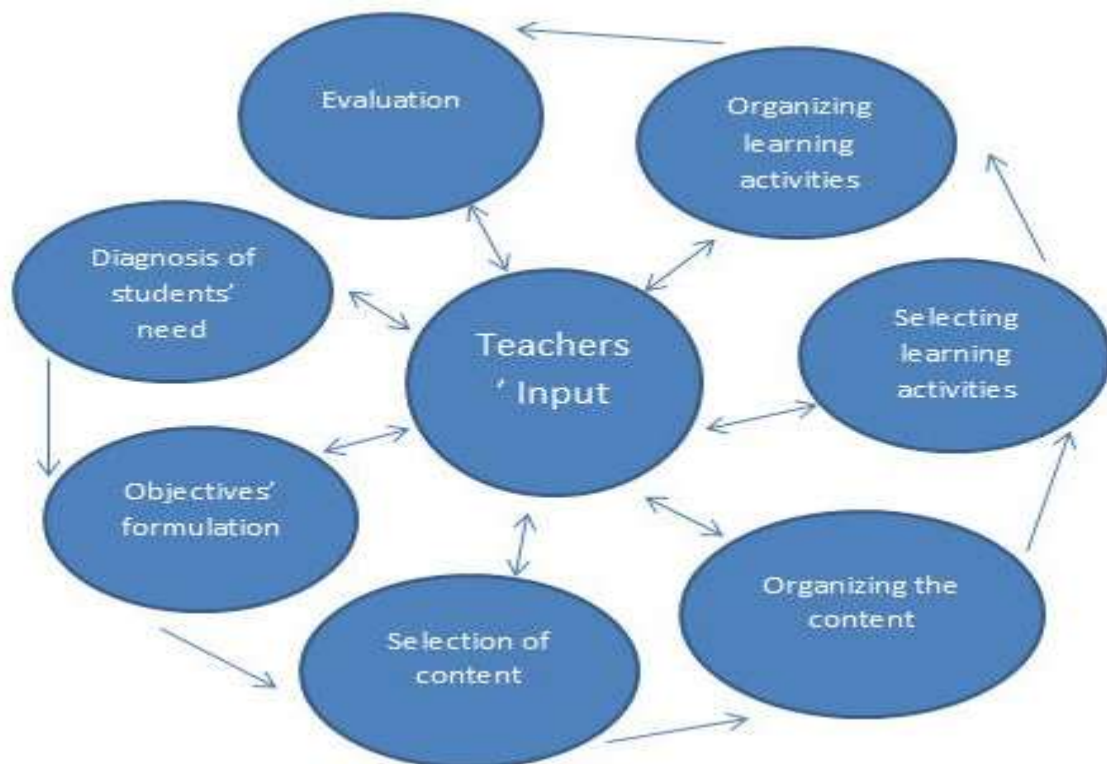 Evaluation
Organizing
learning
activities
Diagnosis of
students'
need
Teachers
' Input
Selecting
learning
activities
Objectives'
formulation
Organizing the
content
Selection of
content